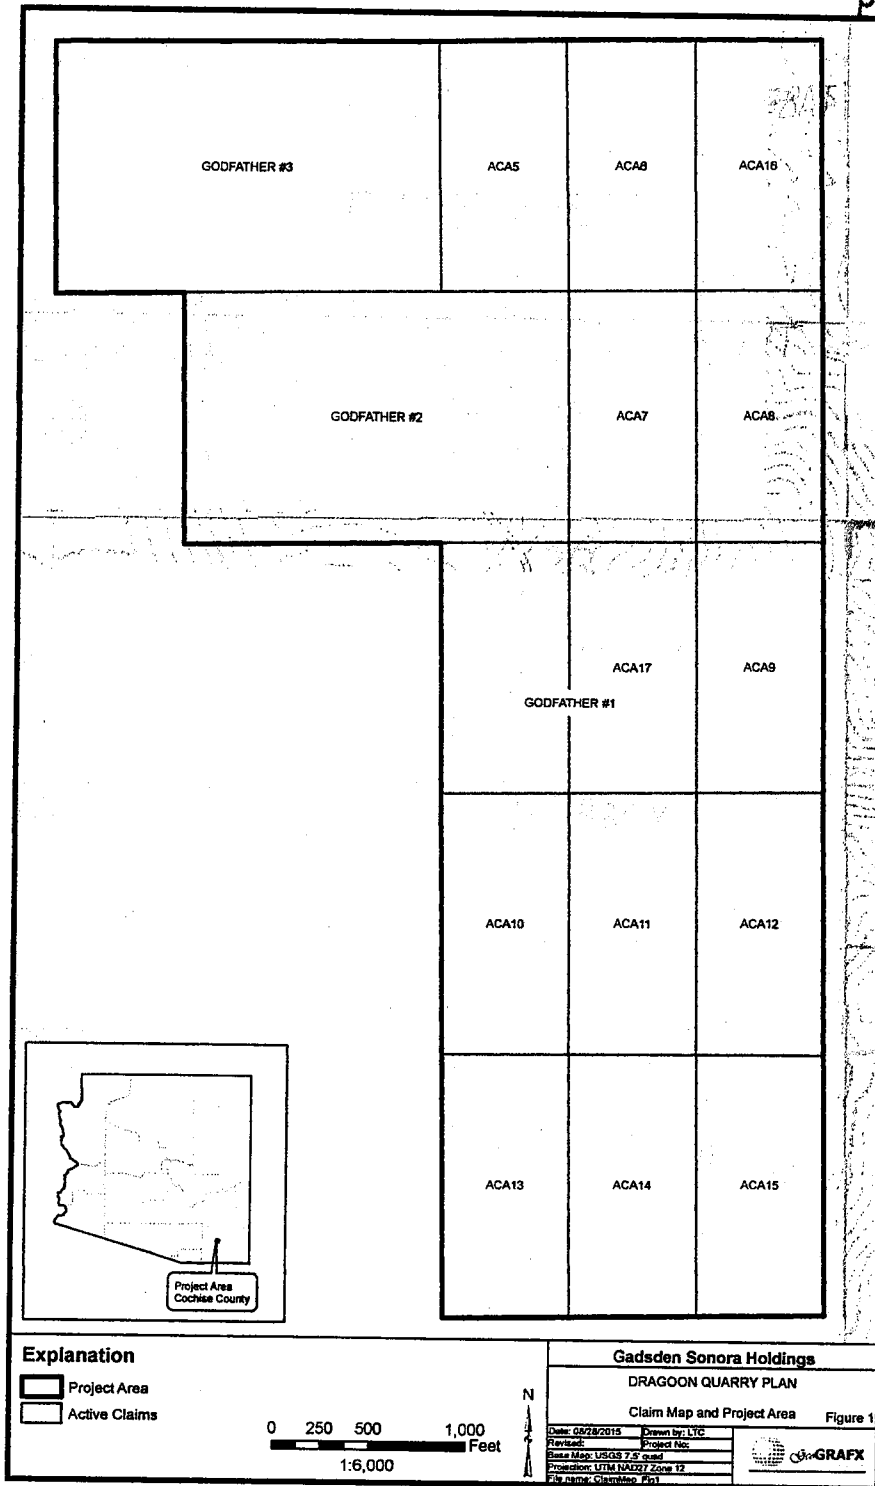 GODFATHER #3
ACA5
ACA6
ACA16
GODFATHER #2
ACA7
ACA8
ACA17
ACA9
GODFATHER #1
ACA10
ACA11
ACA12
ACA13
ACA14
ACA15
Project Area
Cochise County
Explanation
Project Area
Active Claims
0 250 500 1,000
Feet
1:6,000
N
Gadsden Sonora Holdings
DRAGOON QUARRY PLAN
Claim Map and Project Area Figure 1
Date: 08/28/2015 Drawn by: LTC
Revised: Project No:
Base Map: USGS 7.5' quad
Projection: UTM NAD27 Zone 12
File name: ClaimMap_Fig1
GeoGRAFX